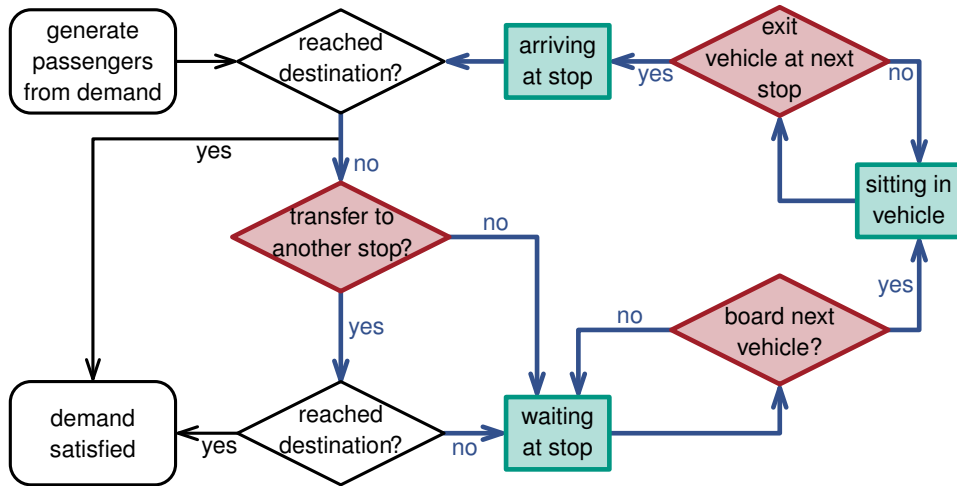 generate
passengers
from demand
reached
destination?
arriving
at stop
yes
exit
vehicle at next
stop
no
yes
no
sitting in
vehicle
transfer to
another stop?
no
yes
no
board next
vehicle?
yes
demand
satisfied
yes
reached
destination?
no
waiting
at stop